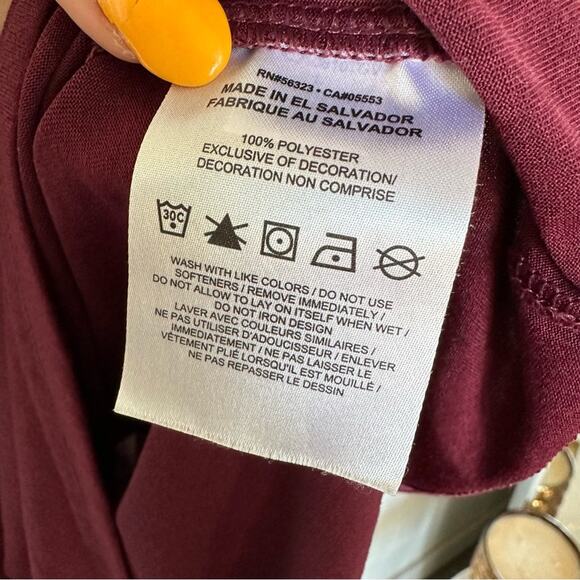 RN#56323 • CA#05553
MADE IN EL SALVADOR
FABRIQUE AU SALVADOR
100% POLYESTER
EXCLUSIVE OF DECORATION/
DECORATION NON COMPRISE
30C
WASH WITH LIKE COLORS / DO NOT USE
SOFTENERS / REMOVE IMMEDIATELY /
DO NOT ALLOW TO LAY ON ITSELF WHEN WET /
DO NOT IRON DESIGN
LAVER AVEC COULEURS SIMILAIRES /
NE PAS UTILISER D'ADOUCISSEUR / ENLEVER
IMMEDIATEMENT / NE PAS LAISSER LE
VÊTEMENT PLIÉ LORSQU'IL EST MOUILLÉ /
NE PAS REPASSER LE DESSIN